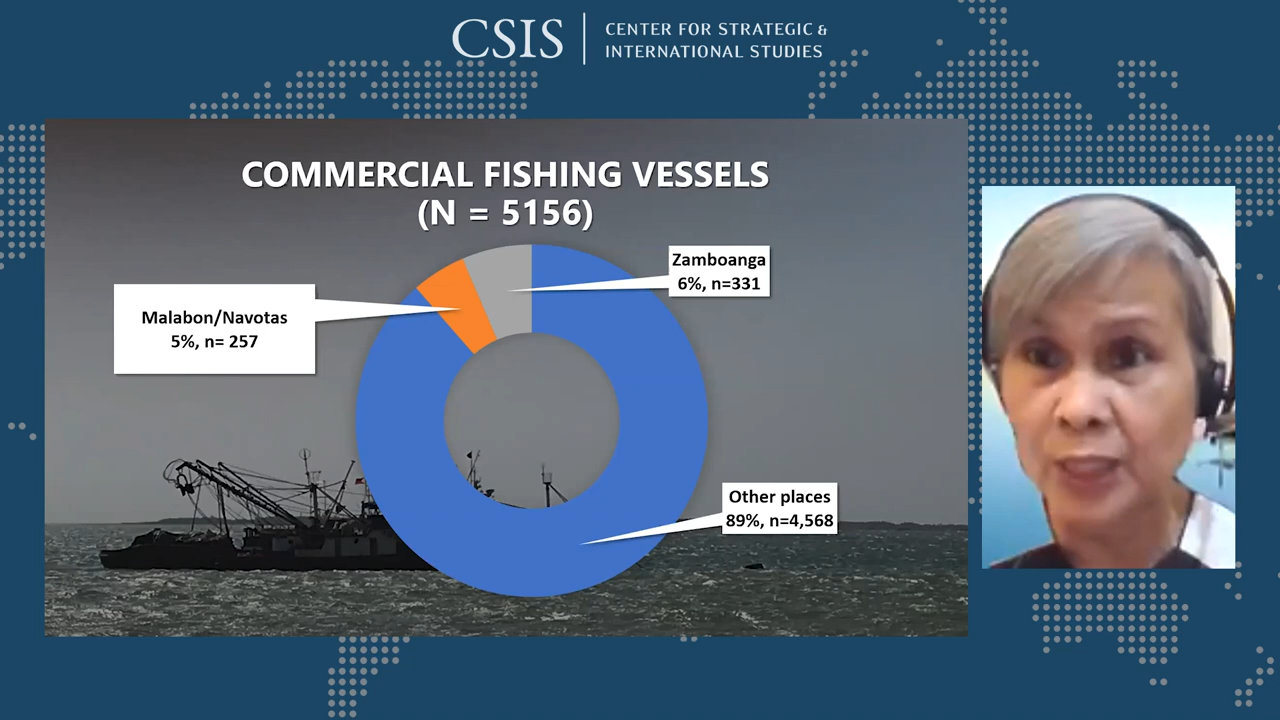 CSIS
CENTER FOR STRATEGIC &
INTERNATIONAL STUDIES
COMMERCIAL FISHING VESSELS
(N = 5156)
Zamboanga
6%, n=331
Malabon/Navotas
5%, n= 257
Other places
89%, n=4,568